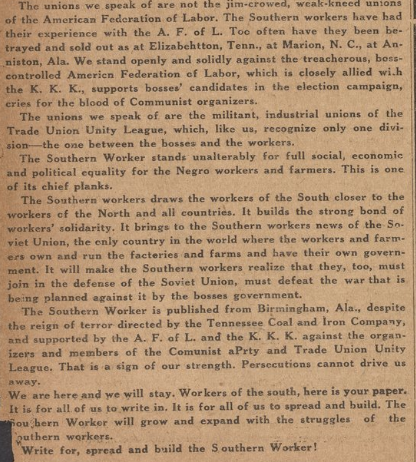 The unions we speak of are not the jim-crowed, weak-kneed unions
of the American Federation of Labor. The Southern workers have had
their experience with the A. F. of L. Too often have they been be-
trayed and sold out as at Elizabehtton, Tenn., at Marion, N. C., at An-
niston, Ala. We stand openly and solidly against the treacherous, boss-
controlled Americn Federation of Labor, which is closely allied with
the K. K. K., supports bosses' candidates in the election campaign,
cries for the blood of Communist organizers.
The unions we speak of are the militant, industrial unions of the
Trade Union Unity League, which, like us, recognize only one divi-
sion—the one between the bosses and the workers.
The Southern Worker stands unalterably for full social, economic
and political equality for the Negro workers and farmers. This is one
of its chief planks.
The Southern workers draws the workers of the South closer to the
workers of the North and all countries. It builds the strong bond of
workers' solidarity. It brings to the Southern workers news of the So-
viet Union, the only country in the world where the workers and farm-
ers own and run the facteries and farms and have their own govern-
ment. It will make the Southern workers realize that they, too, must
join in the defense of the Soviet Union, must defeat the war that is
being planned against it by the bosses government.
The Southern Worker is published from Birmingham, Ala., despite
the reign of terror directed by the Tennessee Coal and Iron Company,
and supported by the A. F. of L. and the K. K. K. against the organ-
izers and members of the Comunist aPrty and Trade Union Unity
League. That is a sign of our strength. Persecutions cannot drive us
away.
We are here and we will stay. Workers of the south, here is your paper.
It is for all of us to write in. It is for all of us to spread and build. The
Southern Worker will grow and expand with the struggles of the
outhern workers.
Write for, spread and build the Southern Worker!